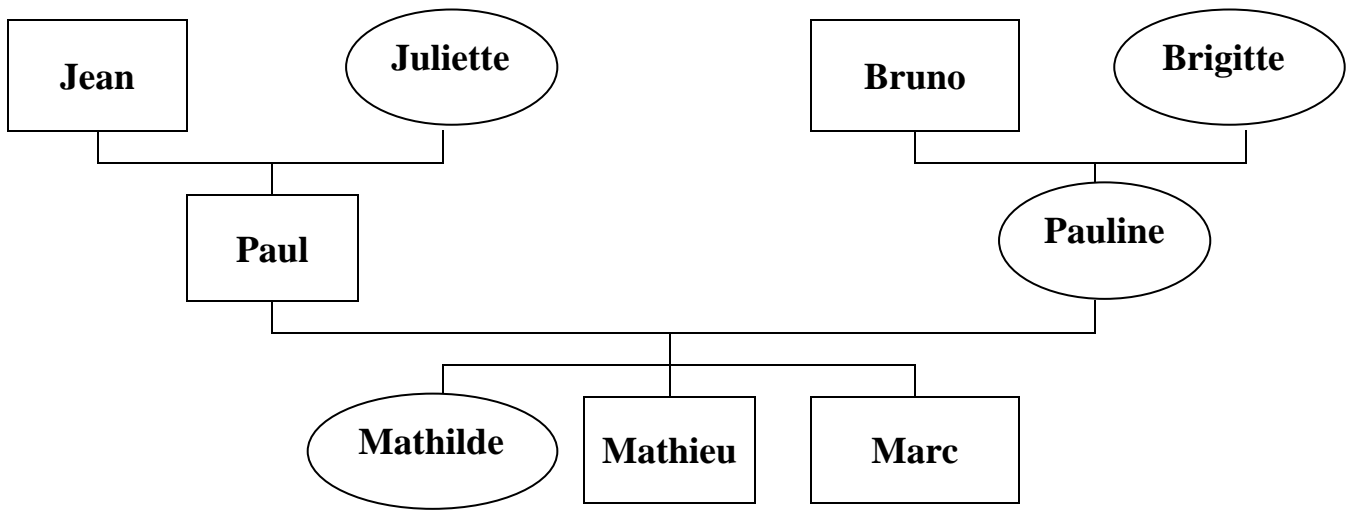 Jean
Juliette
Bruno
Brigitte
Paul
Pauline
Mathilde
Mathieu
Marc